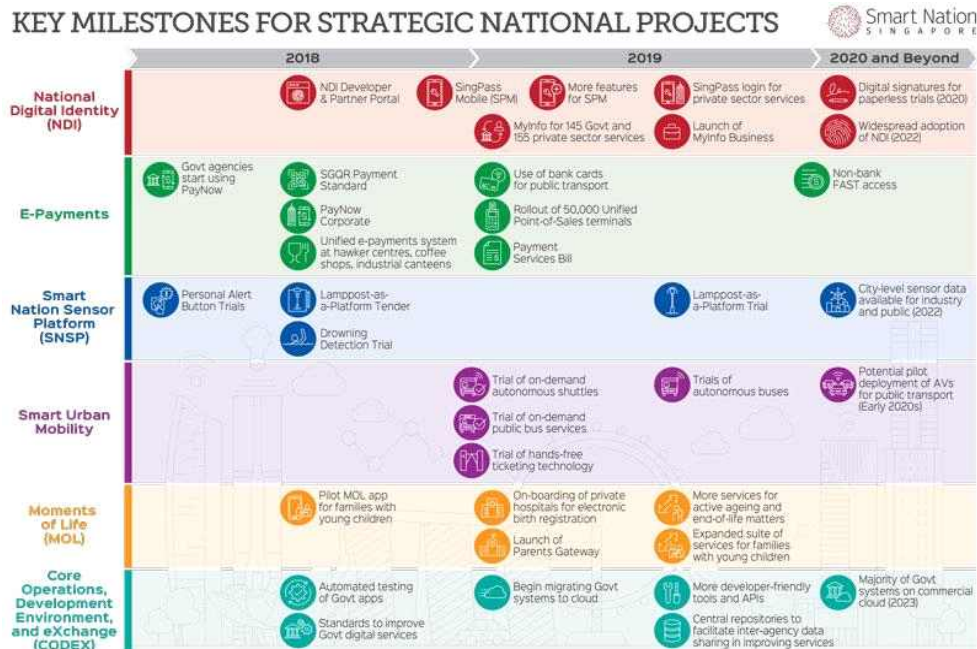 KEY MILESTONES FOR STRATEGIC NATIONAL PROJECTS
Smart Nation
SINGAPORE
2018
2019
2020 and Beyond
National
Digital Identity
(NDI)
NDI Developer
& Partner Portal
SingPass
Mobile (SPM)
More features
for SPM
SingPass login for
private sector services
Digital signatures for
paperless trials (2020)
MyInfo for 145 Govt and
155 private sector services
Launch of
MyInfo Business
Widespread adoption
of NDI (2022)
E-Payments
Govt agencies
start using
PayNow
SGQR Payment
Standard
Use of bank cards
for public transport
Non-bank
FAST access
PayNow
Corporate
Rollout of 50,000 Unified
Point-of-Sales terminals
Unified e-payments system
at hawker centres, coffee
shops, industrial canteens
Payment
Services Bill
Smart
Nation Sensor
Platform
(SNSP)
Personal Alert
Button Trials
Lamppost-as-
a-Platform Tender
Lamppost-as-
a-Platform Trial
City-level sensor data
available for industry
and public (2022)
Drowning
Detection Trial
Smart Urban
Mobility
Trial of on-demand
autonomous shuttles
Trials of
autonomous buses
Potential pilot
deployment of AVs
for public transport
(Early 2020s)
Trial of on-demand
public bus services
Trial of hands-free
ticketing technology
Moments
of Life
(MOL)
Pilot MOL app
for families with
young children
On-boarding of private
hospitals for electronic
birth registration
More services for
active ageing and
end-of-life matters
Launch of
Parents Gateway
Expanded suite of
services for families
with young children
Core
Operations,
Development
Environment,
and eXchange
(CODEX)
Automated testing
of Govt apps
Begin migrating Govt
systems to cloud
More developer-friendly
tools and APIs
Majority of Govt
systems on commercial
cloud (2023)
Standards to improve
Govt digital services
Central repositories to
facilitate inter-agency data
sharing in improving services